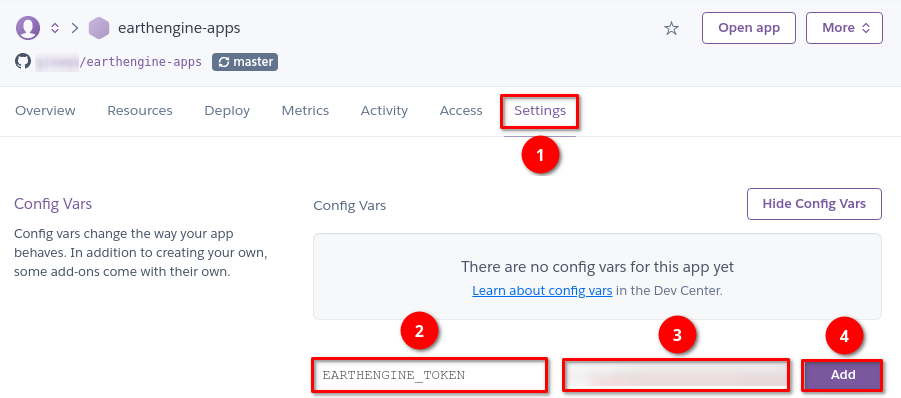 earthengine-apps
Open app
More
/earthengine-apps
master
Overview
Resources
Deploy
Metrics
Activity
Access
Settings
1
Config Vars
Config vars change the way your app
behaves. In addition to creating your own,
some add-ons come with their own.
Config Vars
Hide Config Vars
There are no config vars for this app yet
Learn about config vars in the Dev Center.
2
3
4
EARTHENGINE_TOKEN
Add